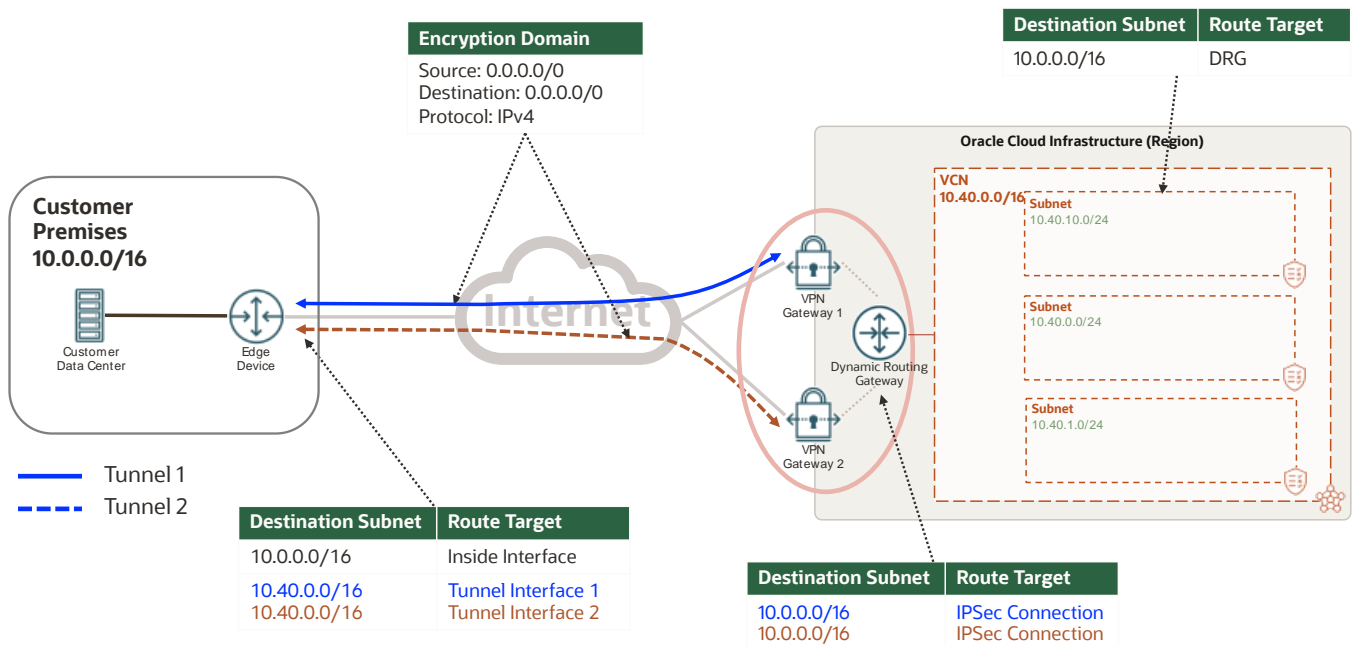 Encryption Domain
Source: 0.0.0.0/0
Destination: 0.0.0.0/0
Protocol: IPv4
Destination Subnet Route Target
10.0.0.0/16 DRG
Oracle Cloud Infrastructure (Region)
VCN
10.40.0.0/16
Subnet
10.40.10.0/24
Subnet
10.40.0.0/24
Subnet
10.40.1.0/24
Customer
Premises
10.0.0.0/16
Customer
Data Center
Edge
Device
Internet
VPN
Gateway 1
Dynamic Routing
Gateway
VPN
Gateway 2
Tunnel 1
Tunnel 2
Destination Subnet Route Target
10.0.0.0/16 Inside Interface
10.40.0.0/16 Tunnel Interface 1
10.40.0.0/16 Tunnel Interface 2
Destination Subnet Route Target
10.0.0.0/16 IPSec Connection
10.0.0.0/16 IPSec Connection